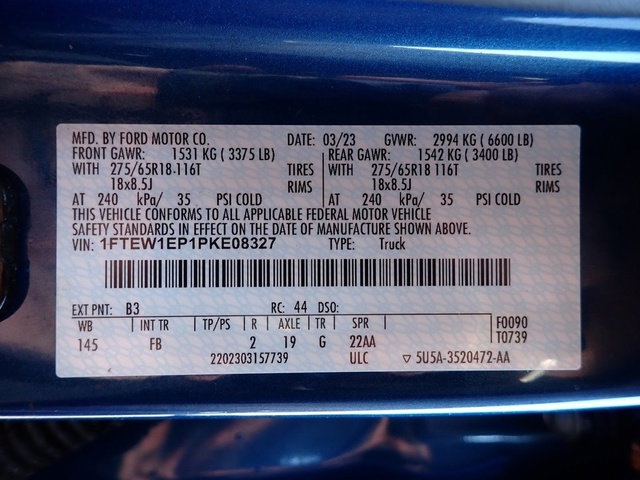 MFD. BY FORD MOTOR CO. DATE: 03/23 GVWR: 2994 KG ( 6600 LB)
FRONT GAWR: 1531 KG ( 3375 LB) REAR GAWR: 1542 KG ( 3400 LB)
WITH 275/65R18 116T TIRES WITH 275/65R18 116T TIRES
18x8.5J RIMS 18x8.5J RIMS
AT 240 kPa/ 35 PSI COLD AT 240 kPa/ 35 PSI COLD
THIS VEHICLE CONFORMS TO ALL APPLICABLE FEDERAL MOTOR VEHICLE
SAFETY STANDARDS IN EFFECT ON THE DATE OF MANUFACTURE SHOWN ABOVE.
VIN: 1FTEW1EP1PKE08327 TYPE: Truck
EXT PNT: B3 RC: 44 DSO:
WB INT TR TP/PS R AXLE TR SPR F0090
145 FB 2 19 G 22AA T0739
2202303157739 ULC ▽ 5U5A-3520472-AA